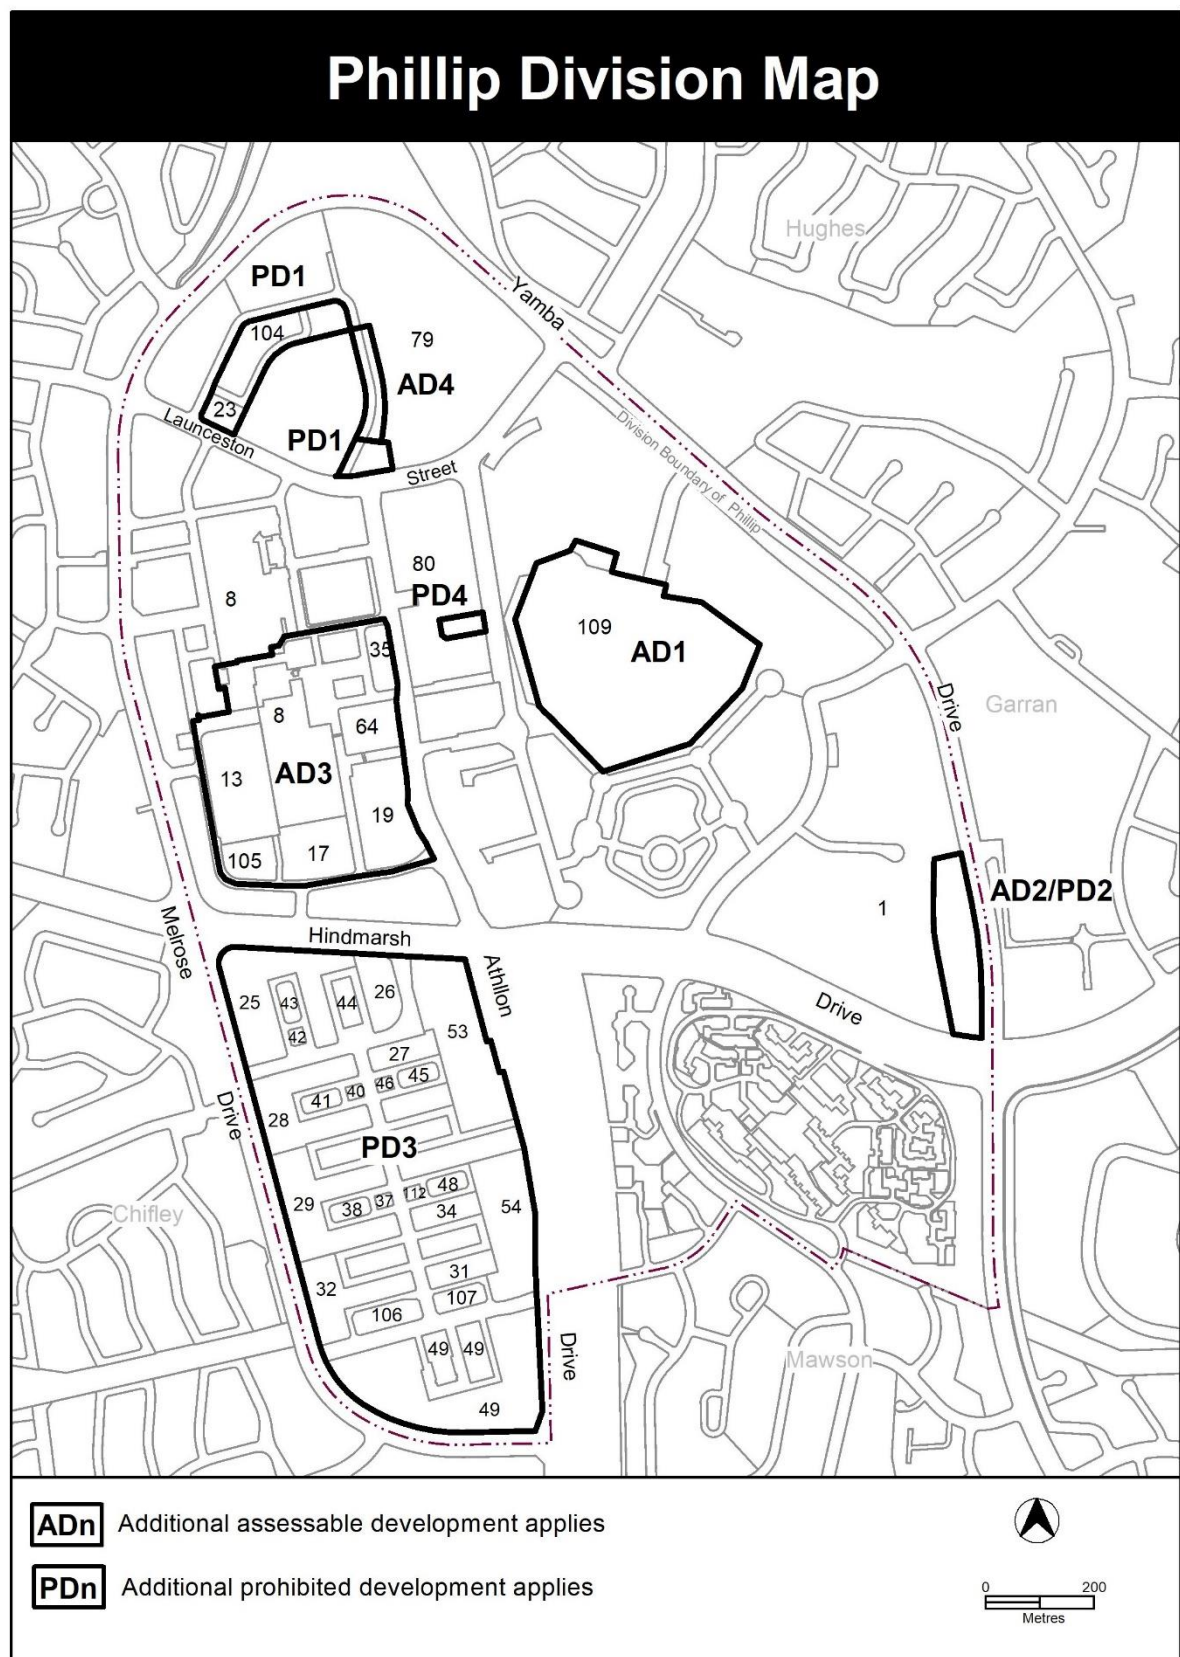 Phillip Division Map
Hughes
PD1
Yamba
104
79
AD4
23
Launceston
PD1
Street
Division Boundary of Phillip
80
PD4
8
109
AD1
35
Drive
Garran
8
64
13
AD3
19
105
17
AD2/PD2
1
Melrose
Hindmarsh
Athllon
25
43
44
26
Drive
42
53
27
46
45
41
40
28
Drive
PD3
48
112
37
29
38
34
54
Chifley
31
32
107
106
49
49
Drive
Mawson
49
ADn Additional assessable development applies
PDn Additional prohibited development applies
0 200
Metres